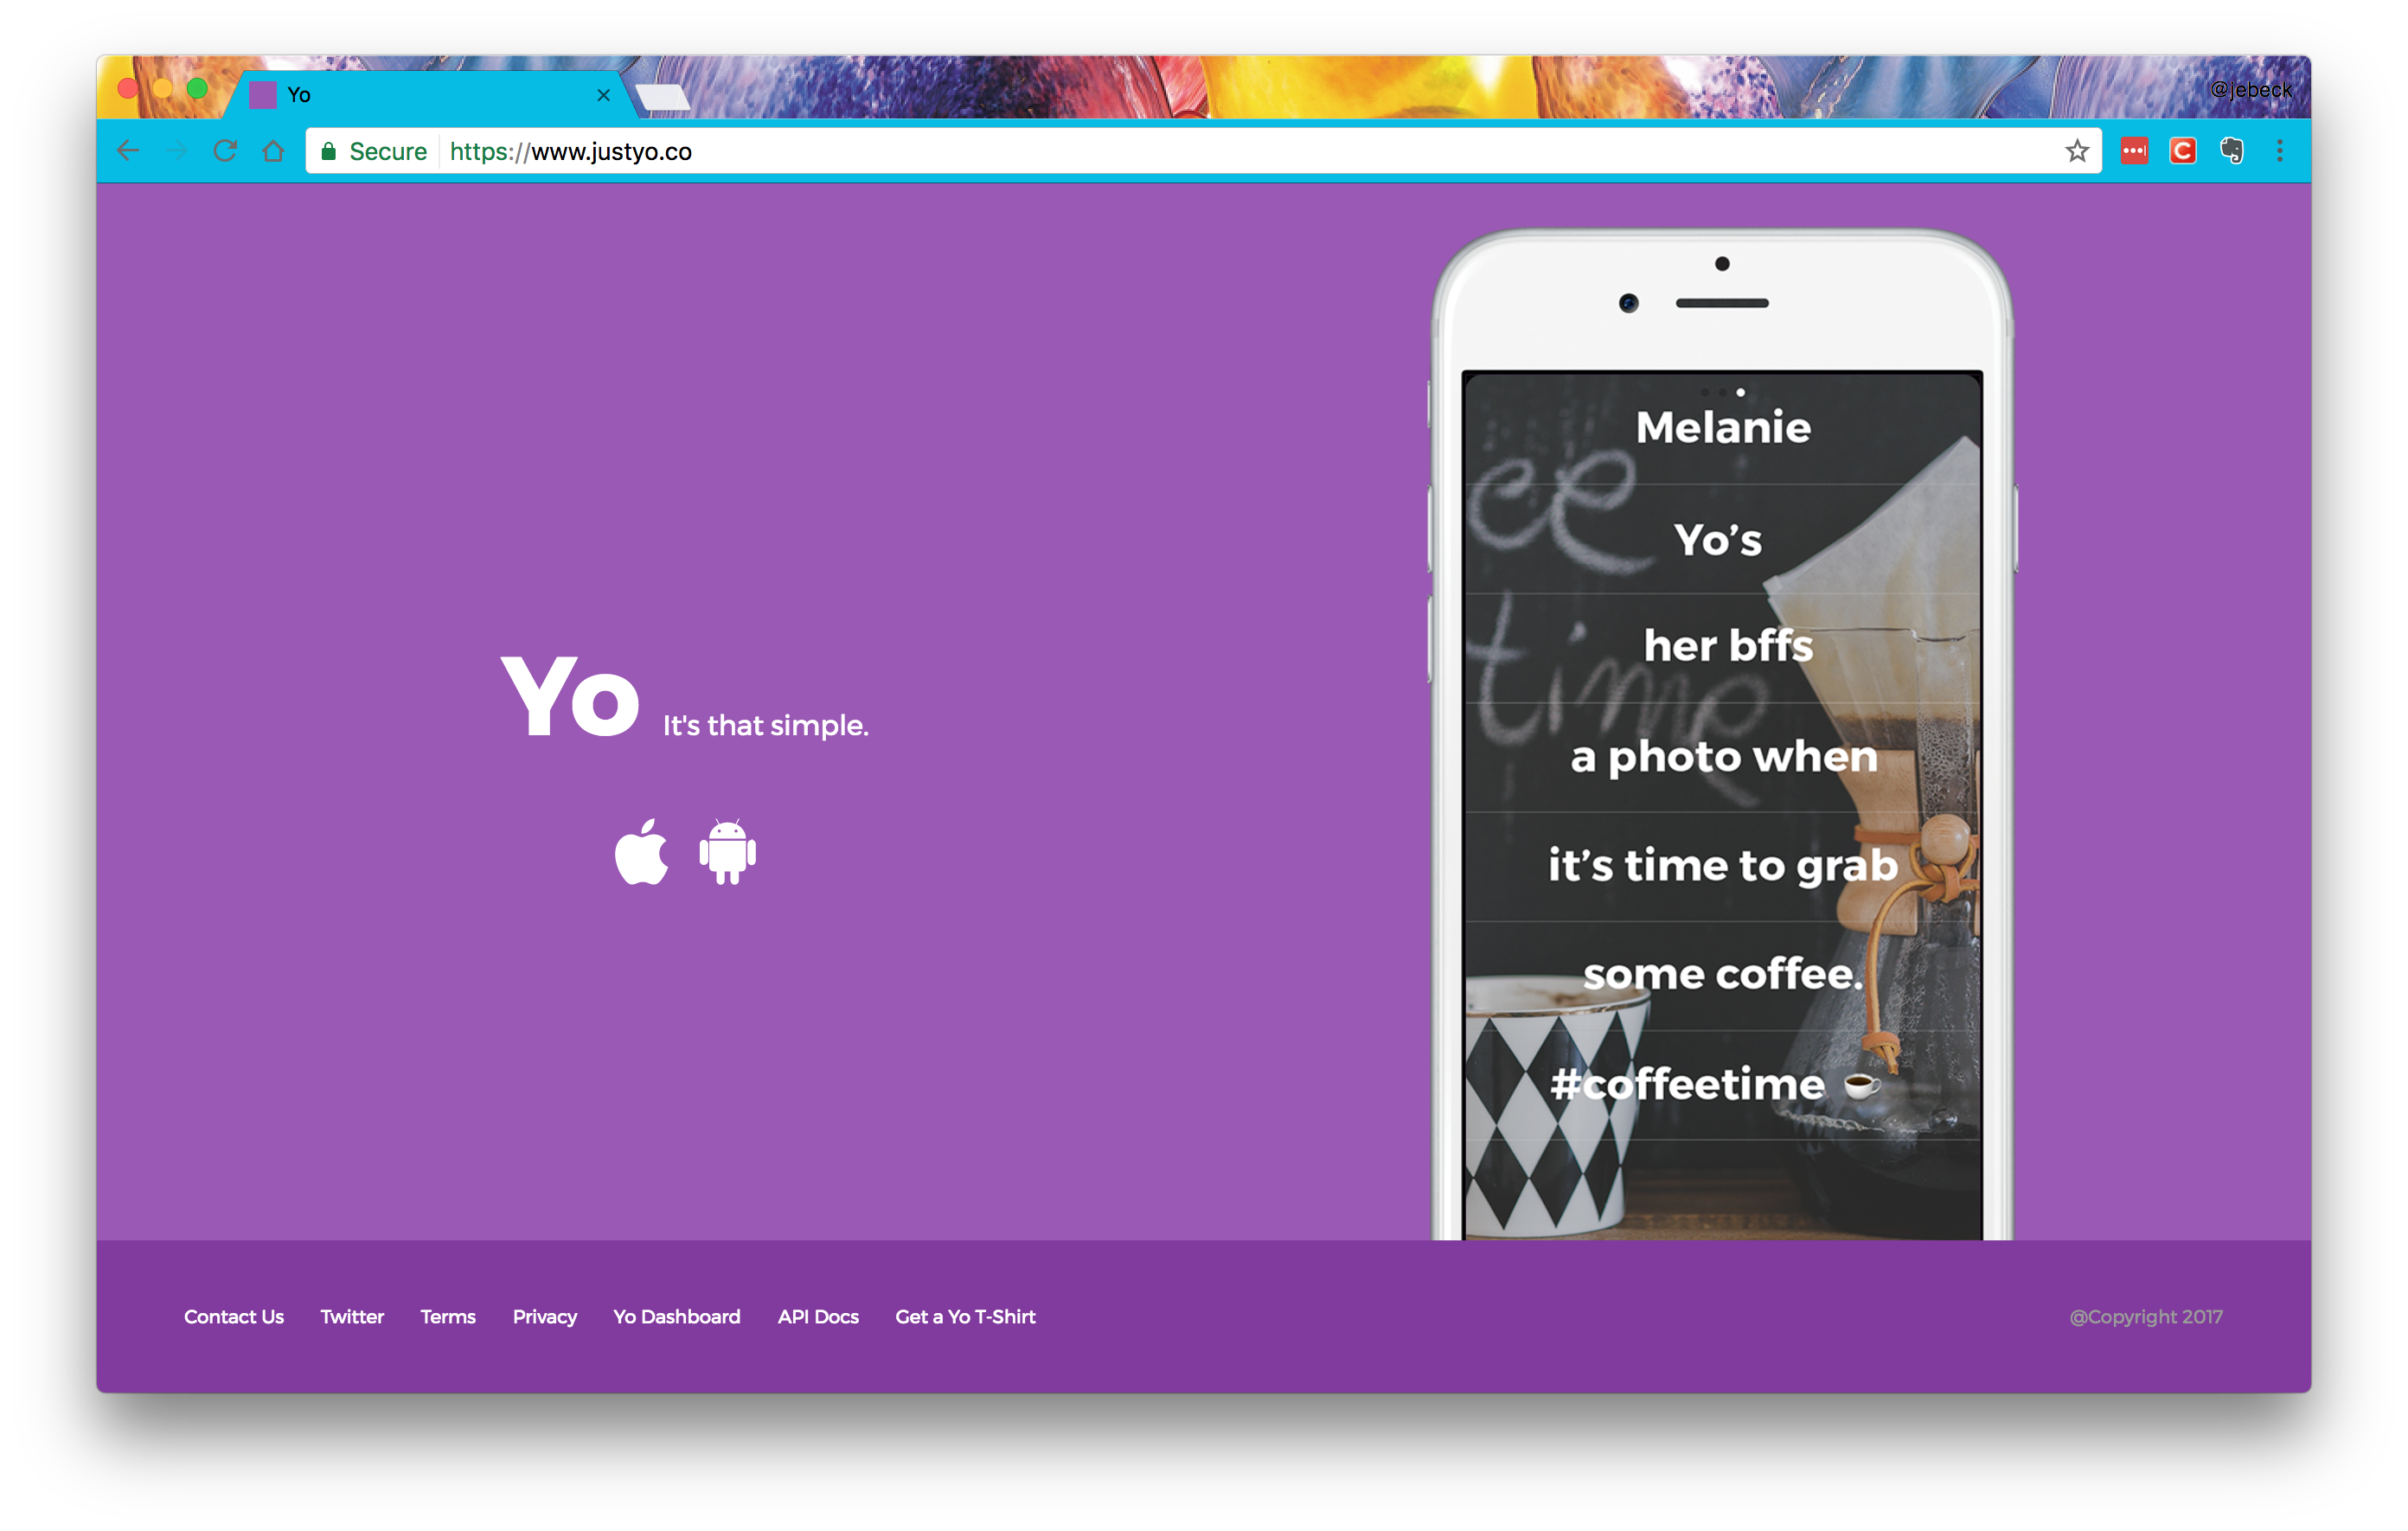 Yo
@jebeck
Secure https://www.justyo.co
Yo It's that simple.
Melanie
Yo’s
her bffs
a photo when
it’s time to grab
some coffee.
#coffeetime ☕
ee
time
Contact Us Twitter Terms Privacy Yo Dashboard API Docs Get a Yo T-Shirt
@Copyright 2017